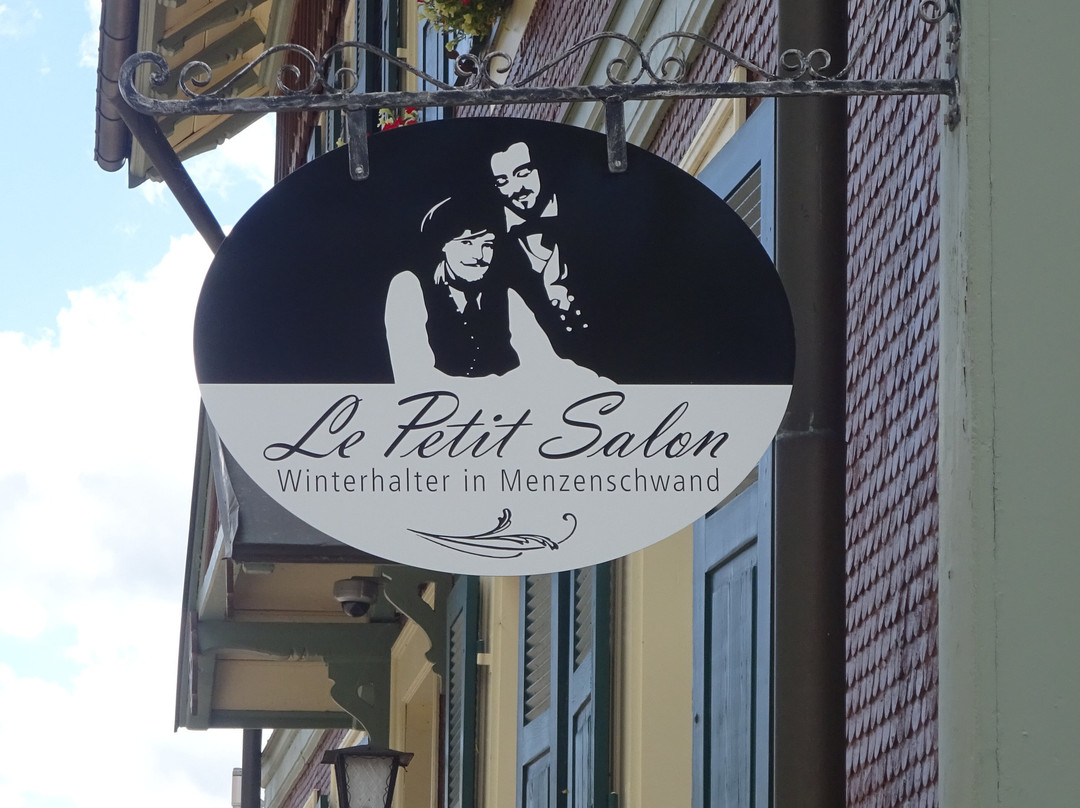 Le Petit Salon
Winterhalter in Menzenschwand